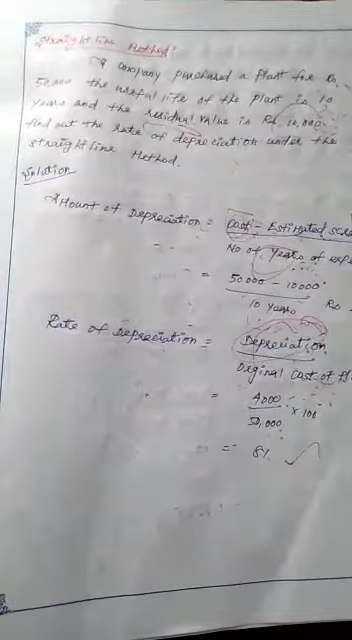 Straight line Method:
A Company purchased a plant for Rs.
50,000 the useful life of the plant is 10
Years and the residual value is Rs. 10,000.
find out the rate of depreciation under the
straight line Method.
Solution
Amount of Depreciation = Cost - Estimated
No of years of
= 50000 - 10000
10 years Rs
Rate of Depreciation = Depreciation
Orginal Cost of
= 4000 × 100
50,000
= 8%